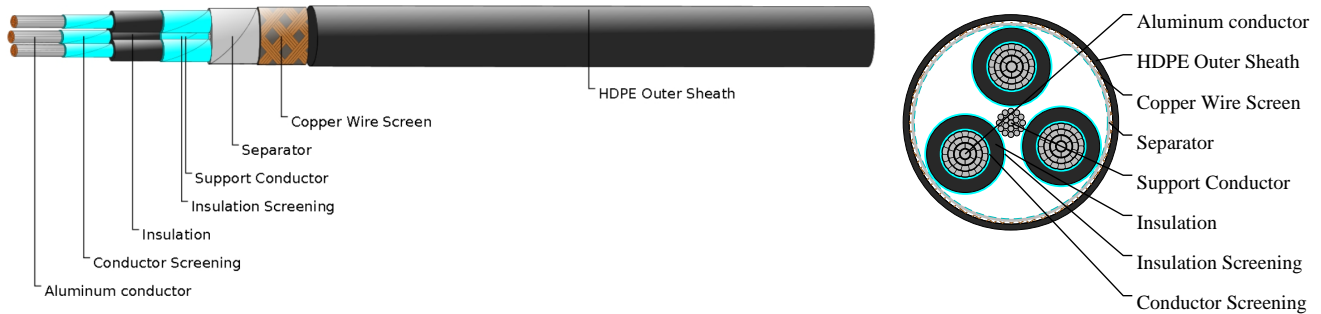 HDPE Outer Sheath
Copper Wire Screen
Separator
Support Conductor
Insulation Screening
Insulation
Conductor Screening
Aluminum conductor
Aluminum conductor
HDPE Outer Sheath
Copper Wire Screen
Separator
Support Conductor
Insulation
Insulation Screening
Conductor Screening